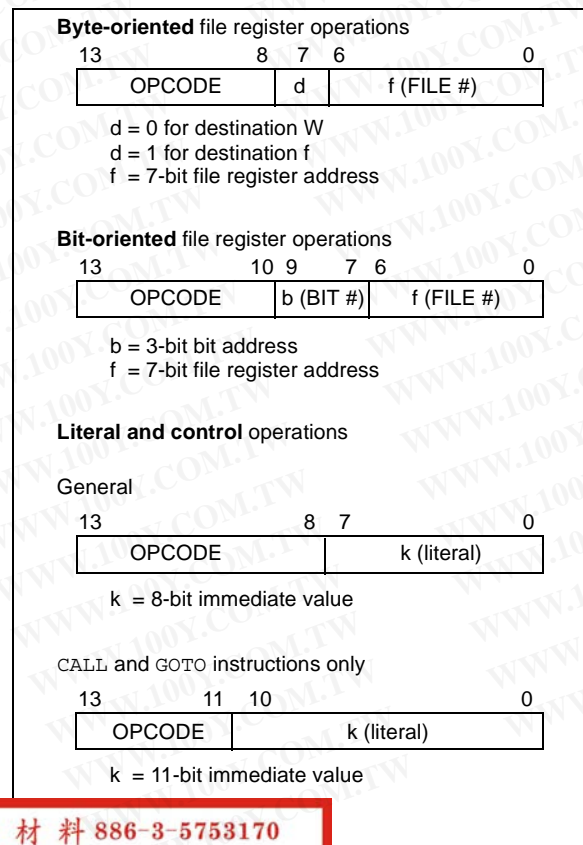 Byte-oriented file register operations
13 8 7 6 0
OPCODE d f (FILE #)
d = 0 for destination W
d = 1 for destination f
f = 7-bit file register address
Bit-oriented file register operations
13 10 9 7 6 0
OPCODE b (BIT #) f (FILE #)
b = 3-bit bit address
f = 7-bit file register address
Literal and control operations
General
13 8 7 0
OPCODE k (literal)
k = 8-bit immediate value
CALL and GOTO instructions only
13 11 10 0
OPCODE k (literal)
k = 11-bit immediate value
材 料 886-3-5753170
WWW.100Y.COM.TW